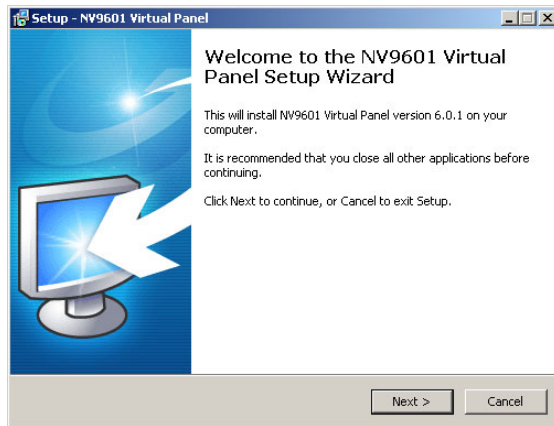 Setup - NV9601 Virtual Panel
Welcome to the NV9601 Virtual
Panel Setup Wizard
This will install NV9601 Virtual Panel version 6.0.1 on your
computer.
It is recommended that you close all other applications before
continuing.
Click Next to continue, or Cancel to exit Setup.
Next >
Cancel